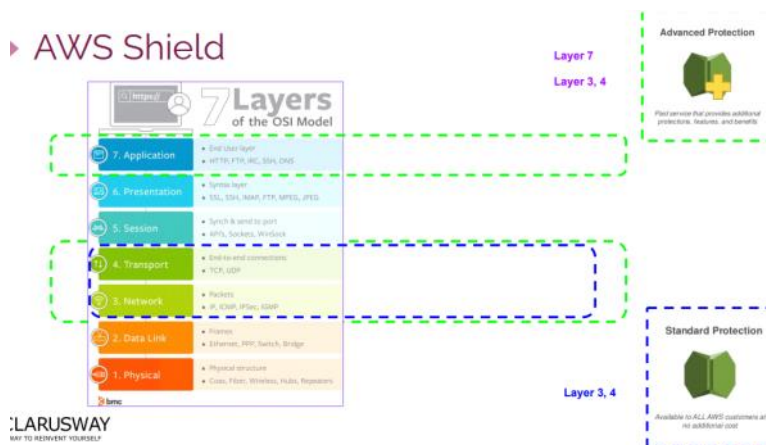 AWS Shield
https://
7 Layers
of the OSI Model
7. Application
• End User layer
• HTTP, FTP, IRC, SSH, DNS
6. Presentation
• Syntax layer
• SSL, SSH, IMAP, FTP, MPEG, JPEG
5. Session
• Synch & send to port
• API's, Sockets, WinSock
4. Transport
• End-to-end connections
• TCP, UDP
3. Network
• Packets
• IP, ICMP, IPSec, IGMP
2. Data Link
• Frames
• Ethernet, PPP, Switch, Bridge
1. Physical
• Physical structure
• Coax, Fiber, Wireless, Hubs, Repeaters
bmc
Layer 7
Layer 3, 4
Advanced Protection
Paid service that provides additional
protections, features, and benefits
Layer 3, 4
Standard Protection
Available to ALL AWS customers at
no additional cost
CLARUSWAY
WAY TO REINVENT YOURSELF